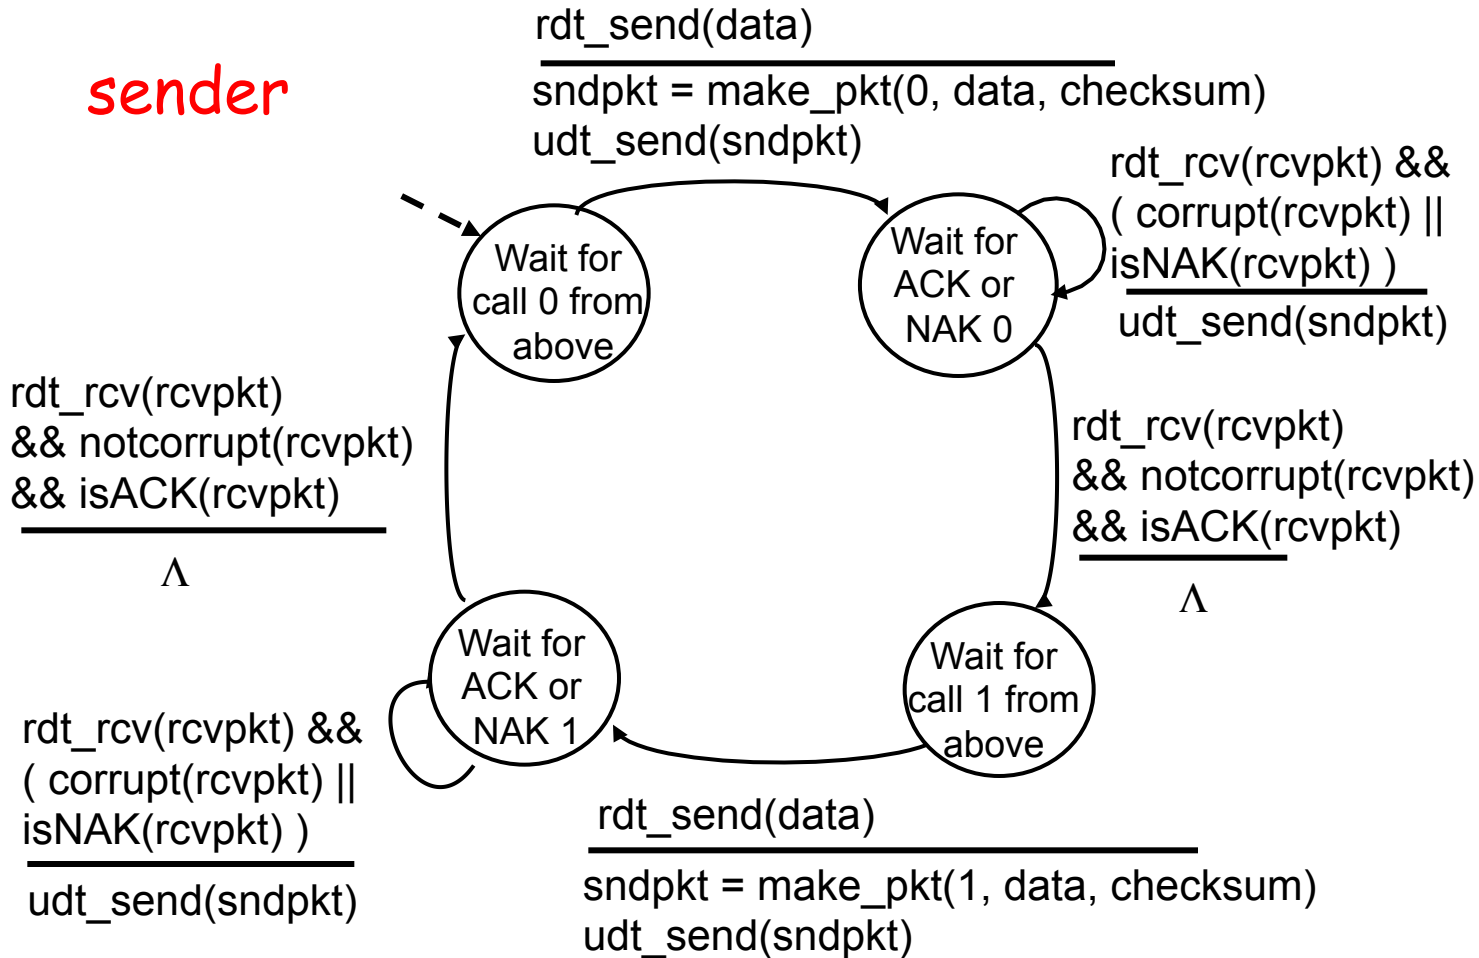 sender
rdt_send(data)
sndpkt = make_pkt(0, data, checksum)
udt_send(sndpkt)
rdt_rcv(rcvpkt) &&
( corrupt(rcvpkt) ||
isNAK(rcvpkt) )
udt_send(sndpkt)
Wait for
call 0 from
above
Wait for
ACK or
NAK 0
rdt_rcv(rcvpkt)
&& notcorrupt(rcvpkt)
&& isACK(rcvpkt)
Λ
rdt_rcv(rcvpkt)
&& notcorrupt(rcvpkt)
&& isACK(rcvpkt)
Λ
Wait for
ACK or
NAK 1
Wait for
call 1 from
above
rdt_rcv(rcvpkt) &&
( corrupt(rcvpkt) ||
isNAK(rcvpkt) )
udt_send(sndpkt)
rdt_send(data)
sndpkt = make_pkt(1, data, checksum)
udt_send(sndpkt)